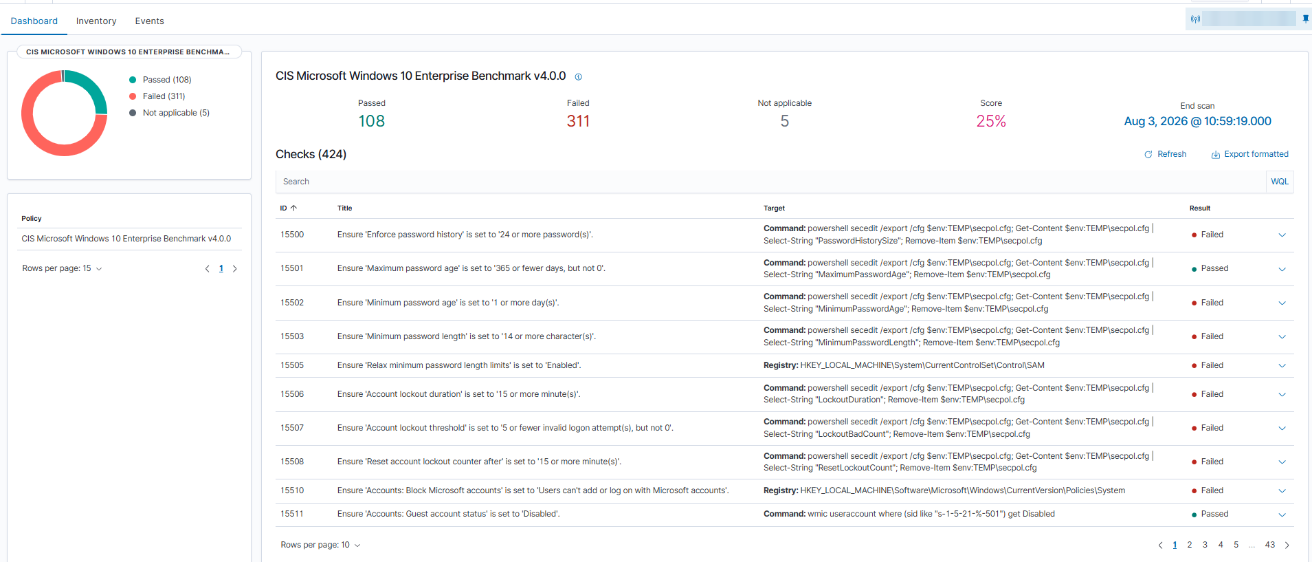 Dashboard Inventory Events
CIS MICROSOFT WINDOWS 10 ENTERPRISE BENCHMA...
Passed (108)
Failed (311)
Not applicable (5)
Policy
CIS Microsoft Windows 10 Enterprise Benchmark v4.0.0
Rows per page: 15
1
CIS Microsoft Windows 10 Enterprise Benchmark v4.0.0
Passed Failed Not applicable Score End scan
108 311 5 25% Aug 3, 2026 @ 10:59:19.000
Checks (424) Refresh Export formatted
Search WQL
ID Title Target Result
15500 Ensure 'Enforce password history' is set to '24 or more password(s)'. Command: powershell secedit /export /cfg $env:TEMP\secpol.cfg; Get-Content $env:TEMP\secpol.cfg | Failed
Select-String "PasswordHistorySize"; Remove-Item $env:TEMP\secpol.cfg
15501 Ensure 'Maximum password age' is set to '365 or fewer days, but not 0'. Command: powershell secedit /export /cfg $env:TEMP\secpol.cfg; Get-Content $env:TEMP\secpol.cfg | Passed
Select-String "MaximumPasswordAge"; Remove-Item $env:TEMP\secpol.cfg
15502 Ensure 'Minimum password age' is set to '1 or more day(s)'. Command: powershell secedit /export /cfg $env:TEMP\secpol.cfg; Get-Content $env:TEMP\secpol.cfg | Failed
Select-String "MinimumPasswordAge"; Remove-Item $env:TEMP\secpol.cfg
15503 Ensure 'Minimum password length' is set to '14 or more character(s)'. Command: powershell secedit /export /cfg $env:TEMP\secpol.cfg; Get-Content $env:TEMP\secpol.cfg | Failed
Select-String "MinimumPasswordLength"; Remove-Item $env:TEMP\secpol.cfg
15505 Ensure 'Relax minimum password length limits' is set to 'Enabled'. Registry: HKEY_LOCAL_MACHINE\System\CurrentControlSet\Control\SAM Failed
15506 Ensure 'Account lockout duration' is set to '15 or more minute(s)'. Command: powershell secedit /export /cfg $env:TEMP\secpol.cfg; Get-Content $env:TEMP\secpol.cfg | Failed
Select-String "LockoutDuration"; Remove-Item $env:TEMP\secpol.cfg
15507 Ensure 'Account lockout threshold' is set to '5 or fewer invalid logon attempt(s), but not 0'. Command: powershell secedit /export /cfg $env:TEMP\secpol.cfg; Get-Content $env:TEMP\secpol.cfg | Failed
Select-String "LockoutBadCount"; Remove-Item $env:TEMP\secpol.cfg
15508 Ensure 'Reset account lockout counter after' is set to '15 or more minute(s)'. Command: powershell secedit /export /cfg $env:TEMP\secpol.cfg; Get-Content $env:TEMP\secpol.cfg | Failed
Select-String "ResetLockoutCount"; Remove-Item $env:TEMP\secpol.cfg
15510 Ensure 'Accounts: Block Microsoft accounts' is set to 'Users can't add or log on with Microsoft accounts'. Registry: HKEY_LOCAL_MACHINE\Software\Microsoft\Windows\CurrentVersion\Policies\System Failed
15511 Ensure 'Accounts: Guest account status' is set to 'Disabled'. Command: wmic useraccount where (sid like "s-1-5-21-%-501") get Disabled Passed
Rows per page: 10 1 2 3 4 5 ... 43